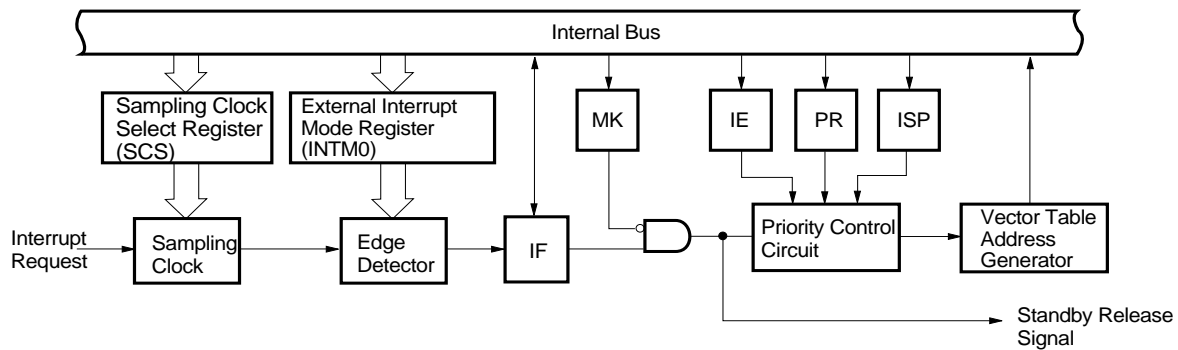 Internal Bus
Sampling Clock
Select Register
(SCS)
External Interrupt
Mode Register
(INTM0)
MK
IE
PR
ISP
Interrupt
Request
Sampling
Clock
Edge
Detector
IF
Priority Control
Circuit
Vector Table
Address
Generator
Standby Release
Signal